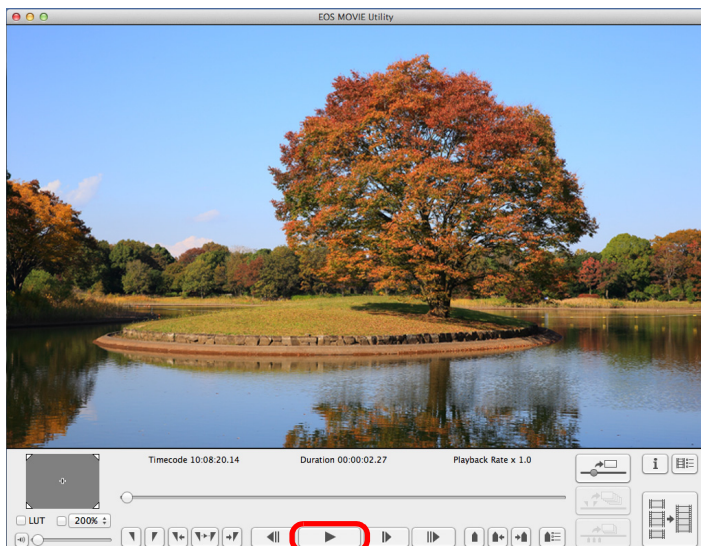 EOS MOVIE Utility
Timecode 10:08:20.14
Duration 00:00:02.27
Playback Rate x 1.0
LUT
200%
i